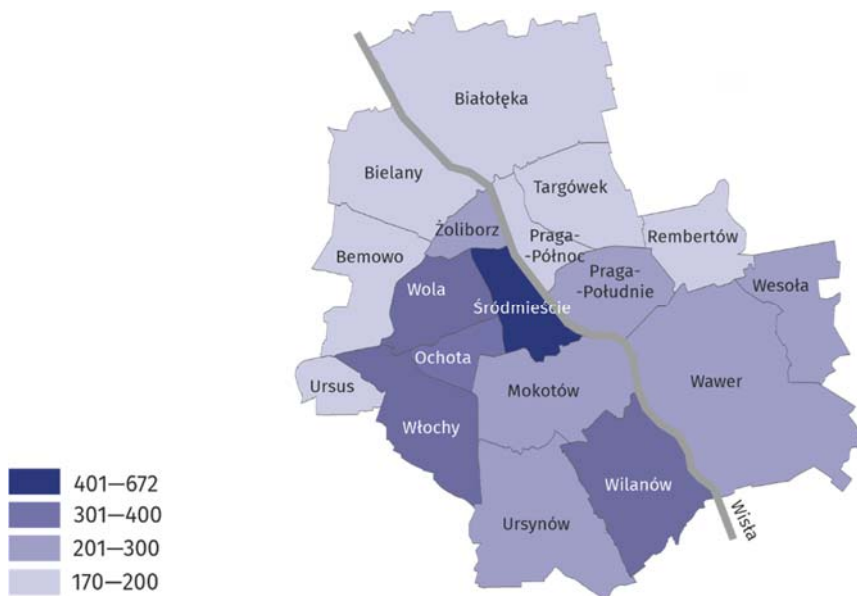 Białołęka
Bielany
Targówek
Żoliborz
Praga-
-Północ
Rembertów
Bemowo
Praga-
-Południe
Wesoła
Wola
Śródmieście
Ochota
Ursus
Mokotów
Wawer
Włochy
Wilanów
Ursynów
Wisła
401—672
301—400
201—300
170—200